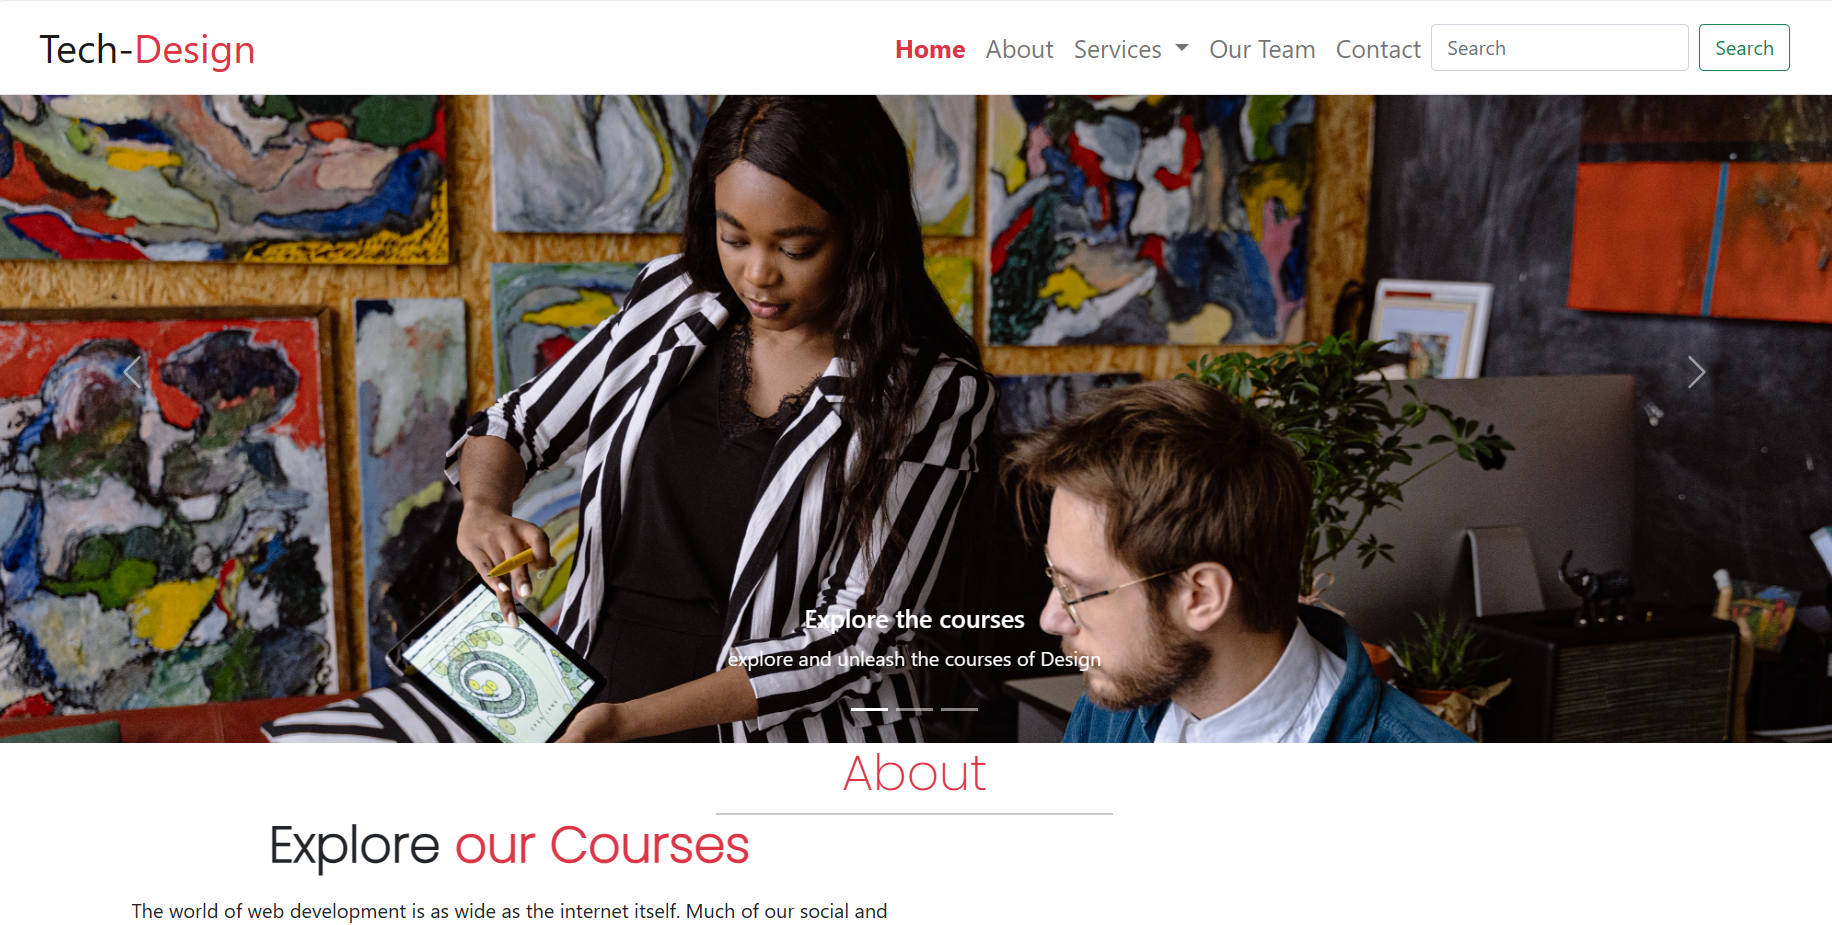 Tech-Design
Home About Services Our Team Contact Search Search
Explore the courses
explore and unleash the courses of Design
About
Explore our Courses
The world of web development is as wide as the internet itself. Much of our social and